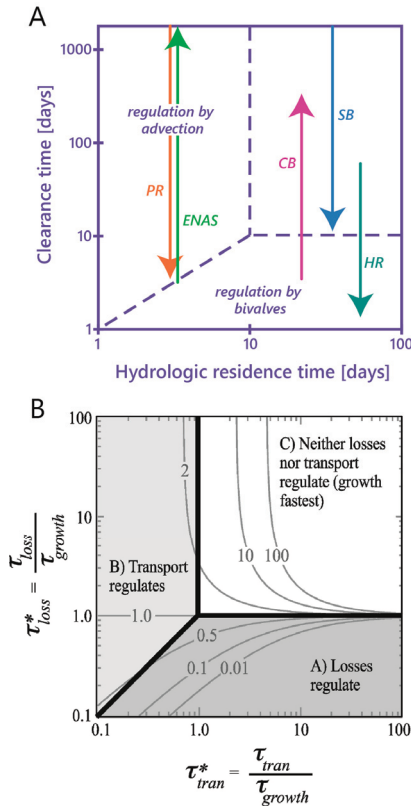 A
Clearance time [days]
1000
100
10
1
regulation by
advection
PR
ENAS
SB
CB
HR
regulation by
bivalves
1
10
100
Hydrologic residence time [days]
B
τ*loss = τloss / τgrowth
100
10
1.0
0.1
2
C) Neither losses
nor transport
regulate (growth
fastest)
10
100
B) Transport
regulates
1.0
0.5
0.1
0.01
A) Losses
regulate
0.1
1.0
10
100
τ*tran = τtran / τgrowth